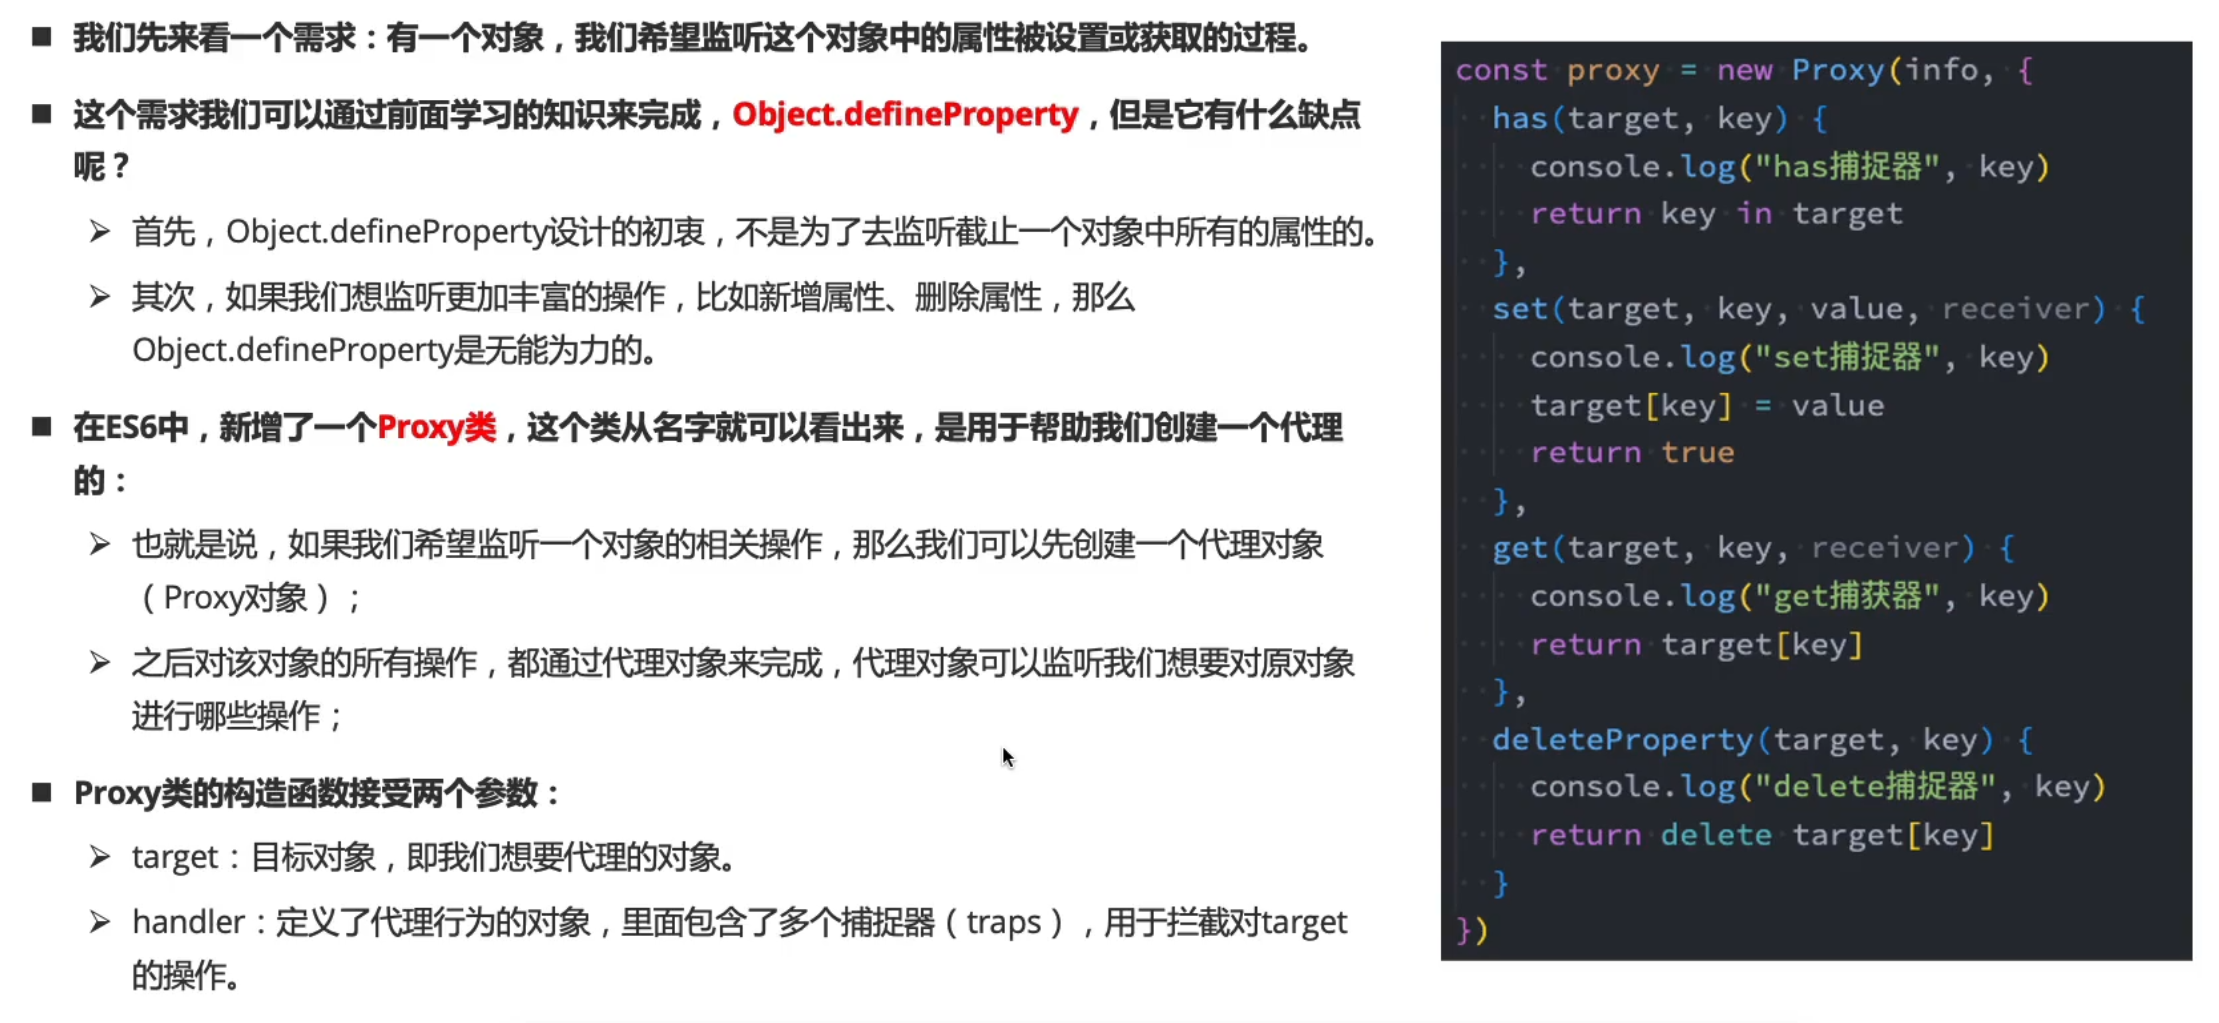 ■ 我们先来看一个需求：有一个对象，我们希望监听这个对象中的属性被设置或获取的过程。
■ 这个需求我们可以通过前面学习的知识来完成，Object.defineProperty，但是它有什么缺点
呢？
➢ 首先，Object.defineProperty设计的初衷，不是为了去监听截止一个对象中所有的属性的。
➢ 其次，如果我们想监听更加丰富的操作，比如新增属性、删除属性，那么
Object.defineProperty是无能为力的。
■ 在ES6中，新增了一个Proxy类，这个类从名字就可以看出来，是用于帮助我们创建一个代理
的：
➢ 也就是说，如果我们希望监听一个对象的相关操作，那么我们可以先创建一个代理对象
（Proxy对象）；
➢ 之后对该对象的所有操作，都通过代理对象来完成，代理对象可以监听我们想要对原对象
进行哪些操作；
■ Proxy类的构造函数接受两个参数：
➢ target：目标对象，即我们想要代理的对象。
➢ handler：定义了代理行为的对象，里面包含了多个捕捉器（traps），用于拦截对target
的操作。
const proxy = new Proxy(info, {
  has(target, key) {
    console.log("has捕捉器", key)
    return key in target
  },
  set(target, key, value, receiver) {
    console.log("set捕捉器", key)
    target[key] = value
    return true
  },
  get(target, key, receiver) {
    console.log("get捕获器", key)
    return target[key]
  },
  deleteProperty(target, key) {
    console.log("delete捕捉器", key)
    return delete target[key]
  }
})